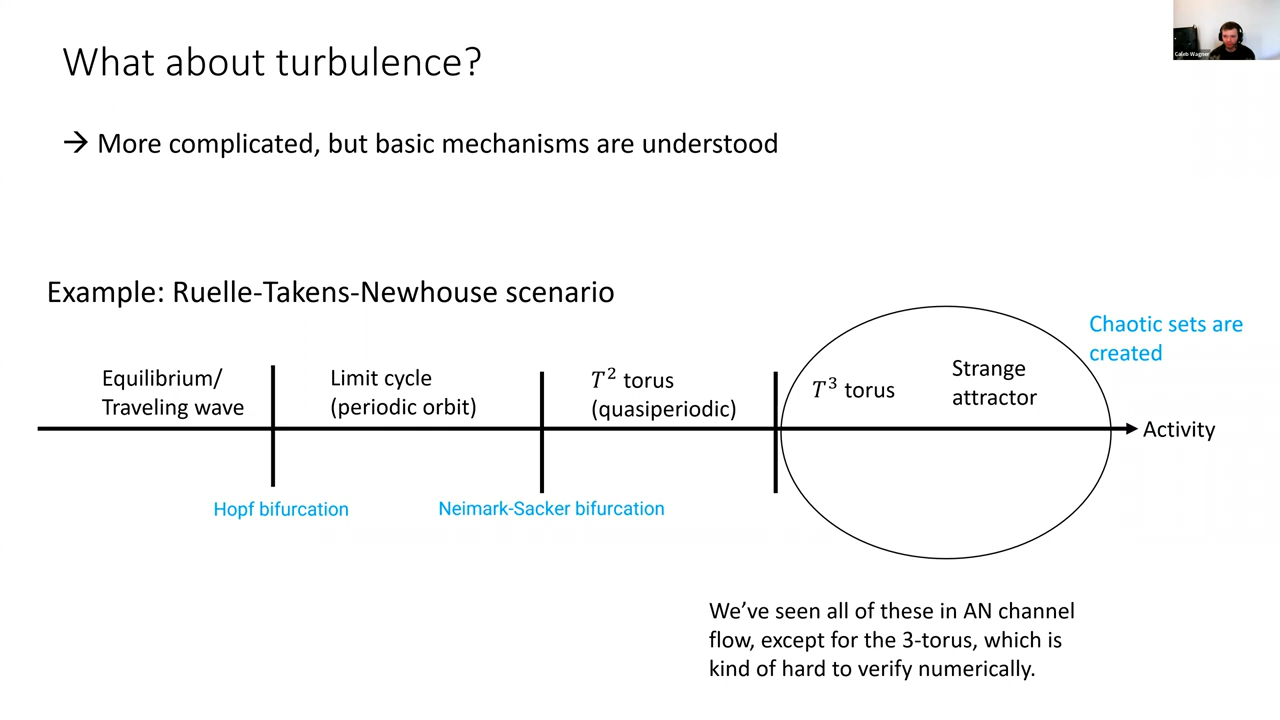 What about turbulence?
Caleb Wagner
→ More complicated, but basic mechanisms are understood
Example: Ruelle-Takens-Newhouse scenario
Chaotic sets are
created
Equilibrium/
Traveling wave
Limit cycle
(periodic orbit)
T² torus
(quasiperiodic)
T³ torus
Strange
attractor
Activity
Hopf bifurcation
Neimark-Sacker bifurcation
We’ve seen all of these in AN channel
flow, except for the 3-torus, which is
kind of hard to verify numerically.